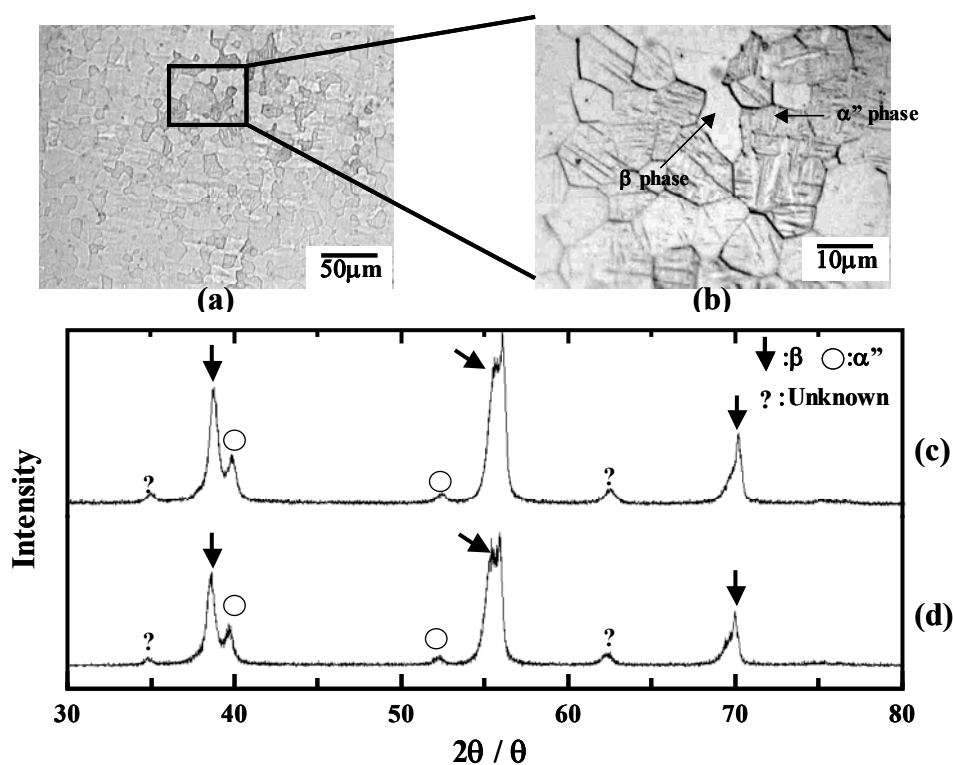 α” phase
β phase
50μm
10μm
(a)
(b)
:β :α”
? :Unknown
(c)
?
?
Intensity
(d)
?
?
30
40
50
60
70
80
2θ / θ